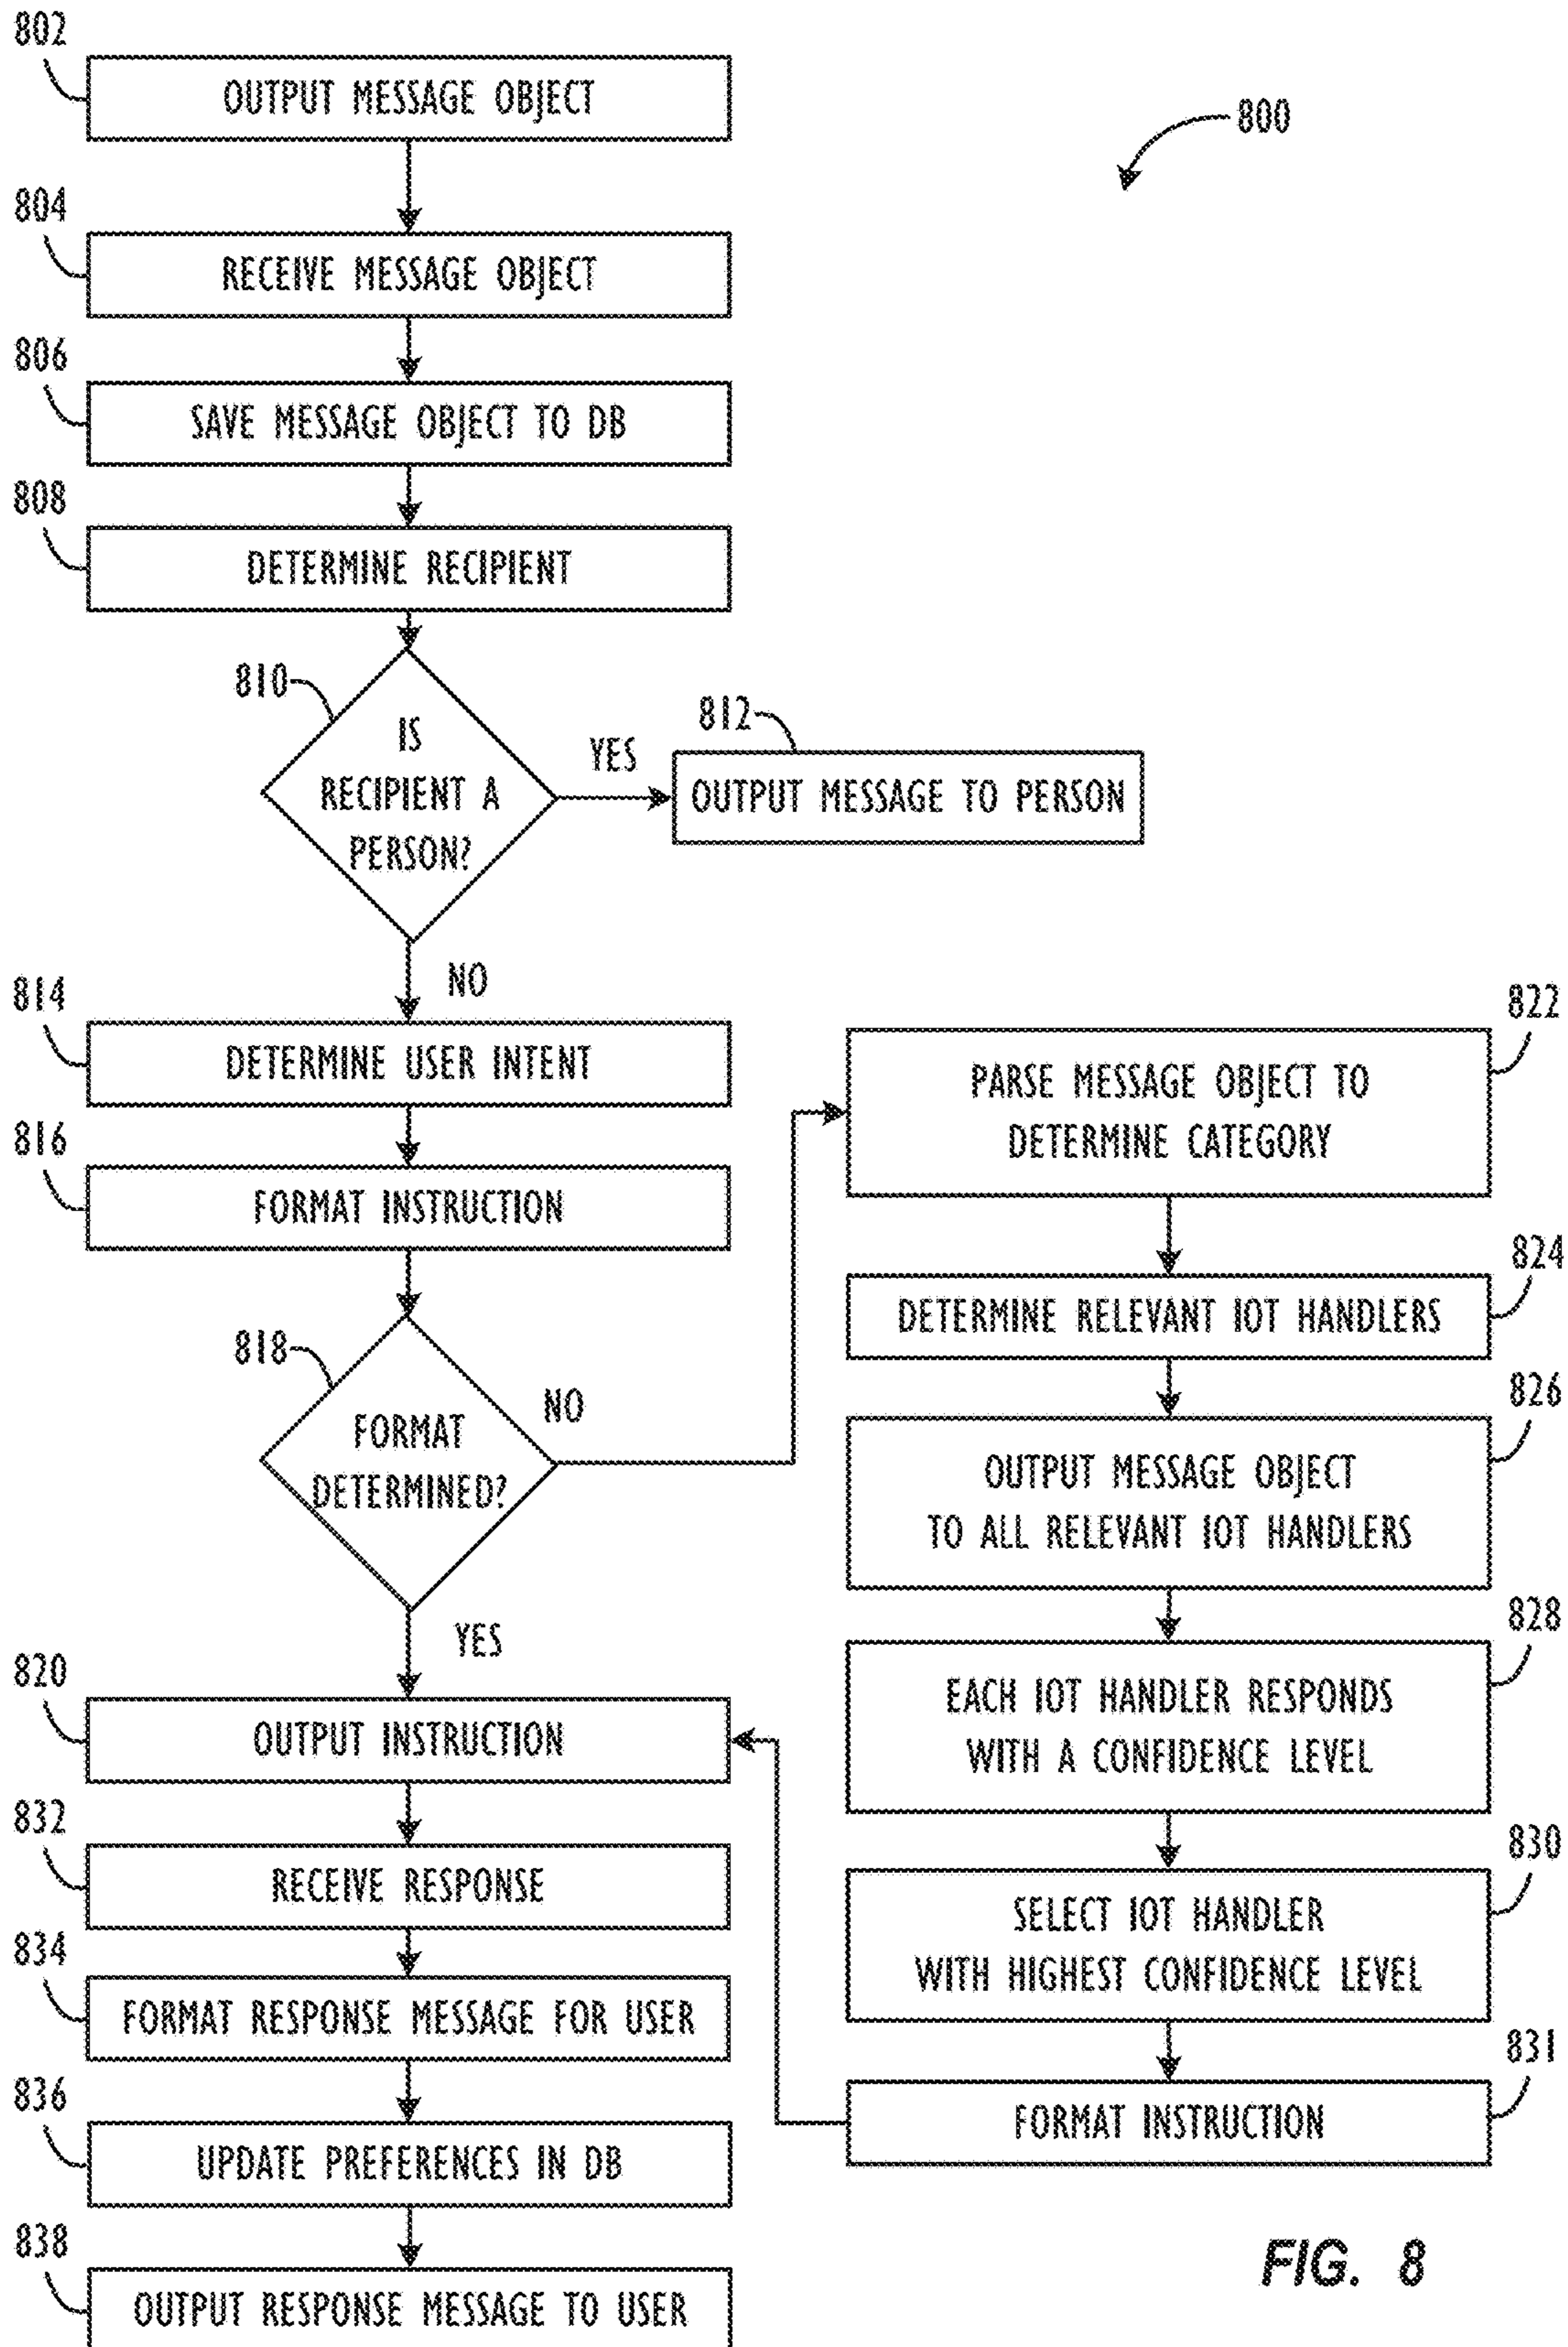 802
OUTPUT MESSAGE OBJECT
800
804
RECEIVE MESSAGE OBJECT
806
SAVE MESSAGE OBJECT TO DB
808
DETERMINE RECIPIENT
810
IS
RECIPIENT A
PERSON?
YES
812
OUTPUT MESSAGE TO PERSON
NO
814
DETERMINE USER INTENT
816
FORMAT INSTRUCTION
818
FORMAT
DETERMINED?
NO
YES
822
PARSE MESSAGE OBJECT TO
DETERMINE CATEGORY
824
DETERMINE RELEVANT IOT HANDLERS
826
OUTPUT MESSAGE OBJECT
TO ALL RELEVANT IOT HANDLERS
828
EACH IOT HANDLER RESPONDS
WITH A CONFIDENCE LEVEL
830
SELECT IOT HANDLER
WITH HIGHEST CONFIDENCE LEVEL
831
FORMAT INSTRUCTION
820
OUTPUT INSTRUCTION
832
RECEIVE RESPONSE
834
FORMAT RESPONSE MESSAGE FOR USER
836
UPDATE PREFERENCES IN DB
838
OUTPUT RESPONSE MESSAGE TO USER
FIG. 8